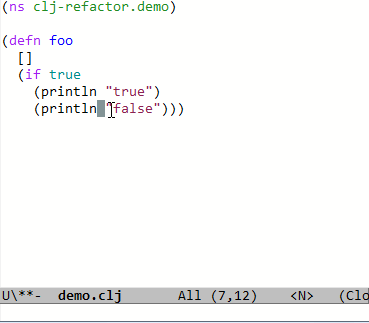 (ns clj-refactor.demo)
(defn foo
  []
  (if true
    (println "true")
    (println "false")))
U\**-  demo.clj       All (7,12)    <N>   (Clo